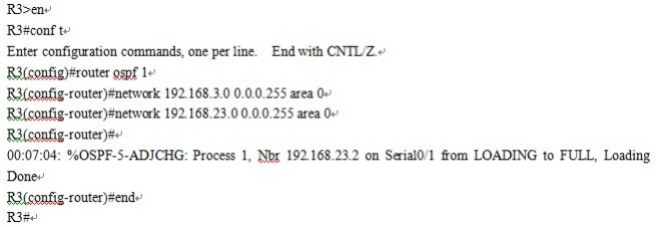 R3>en
R3#conf t↵
Enter configuration commands, one per line. End with CNTL/Z.↵
R3(config)#router ospf 1↵
R3(config-router)#network 192.168.3.0 0.0.0.255 area 0↵
R3(config-router)#network 192.168.23.0 0.0.0.255 area 0↵
R3(config-router)#↵
00:07:04: %OSPF-5-ADJCHG: Process 1, Nbr 192.168.23.2 on Serial0/1 from LOADING to FULL, Loading
Done↵
R3(config-router)#end↵
R3#↵